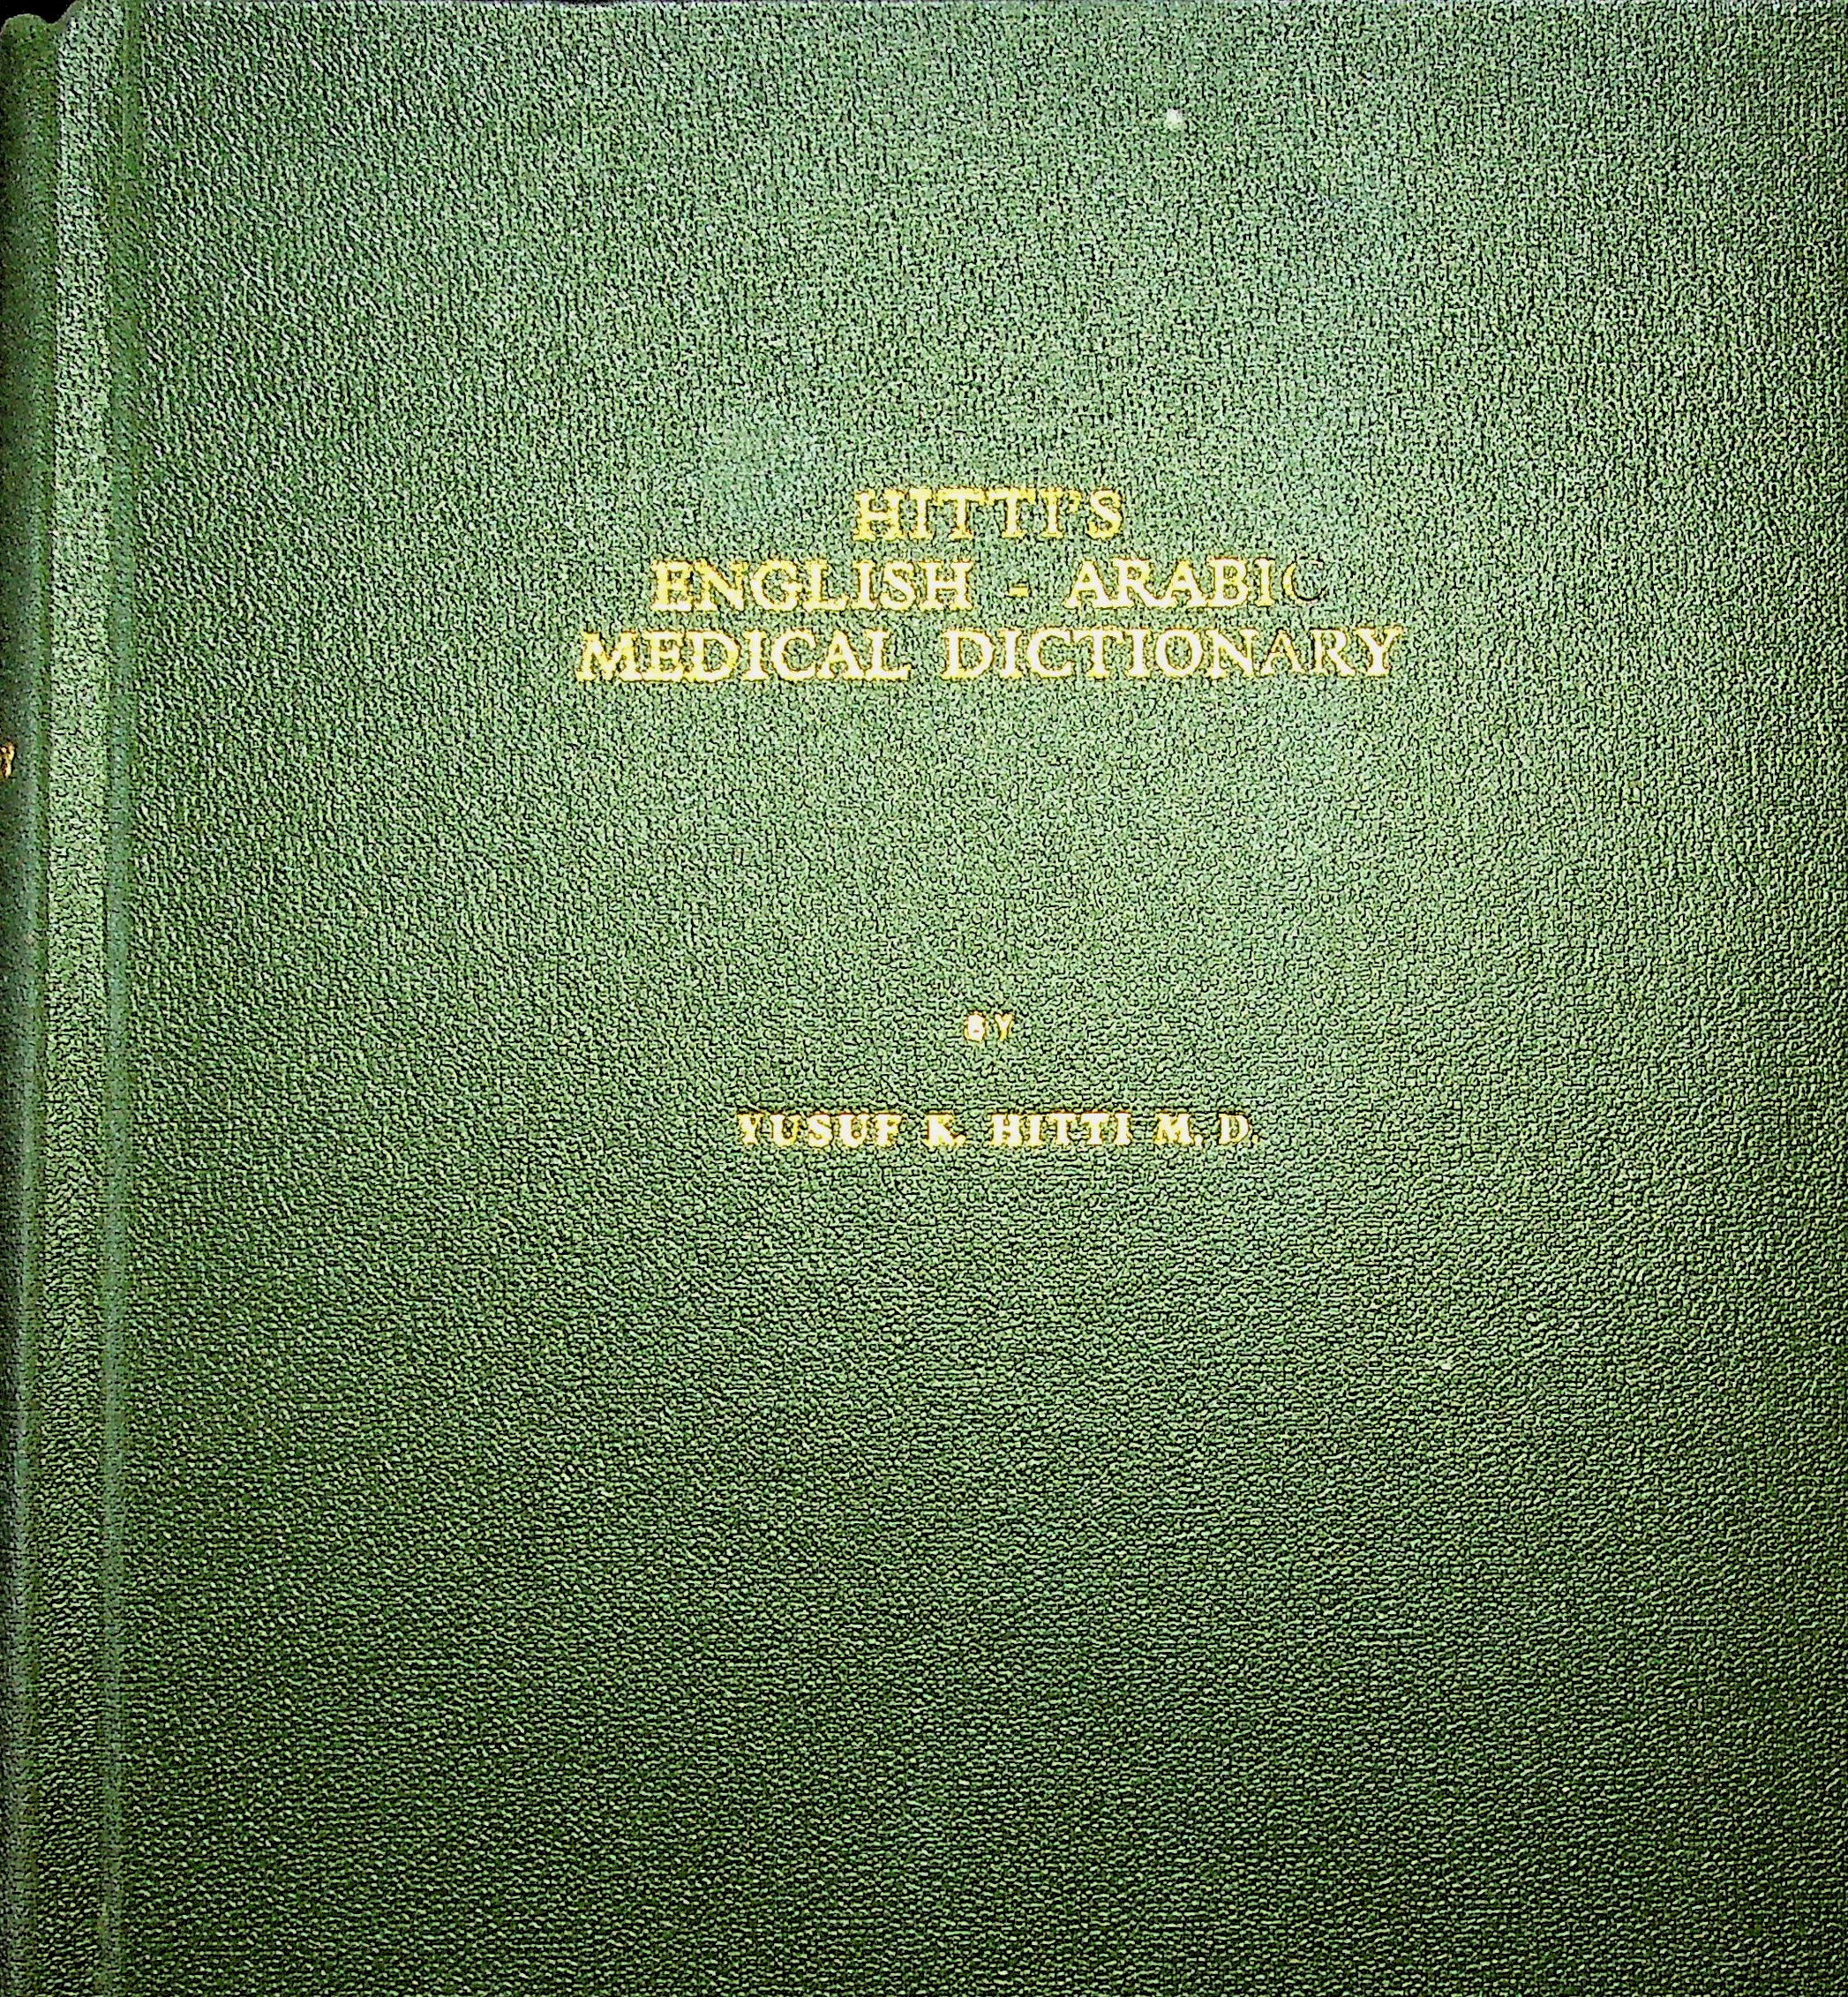 HITTI'S
ENGLISH - ARABIC
MEDICAL DICTIONARY
BY
YUSUF K. HITTI M. D.